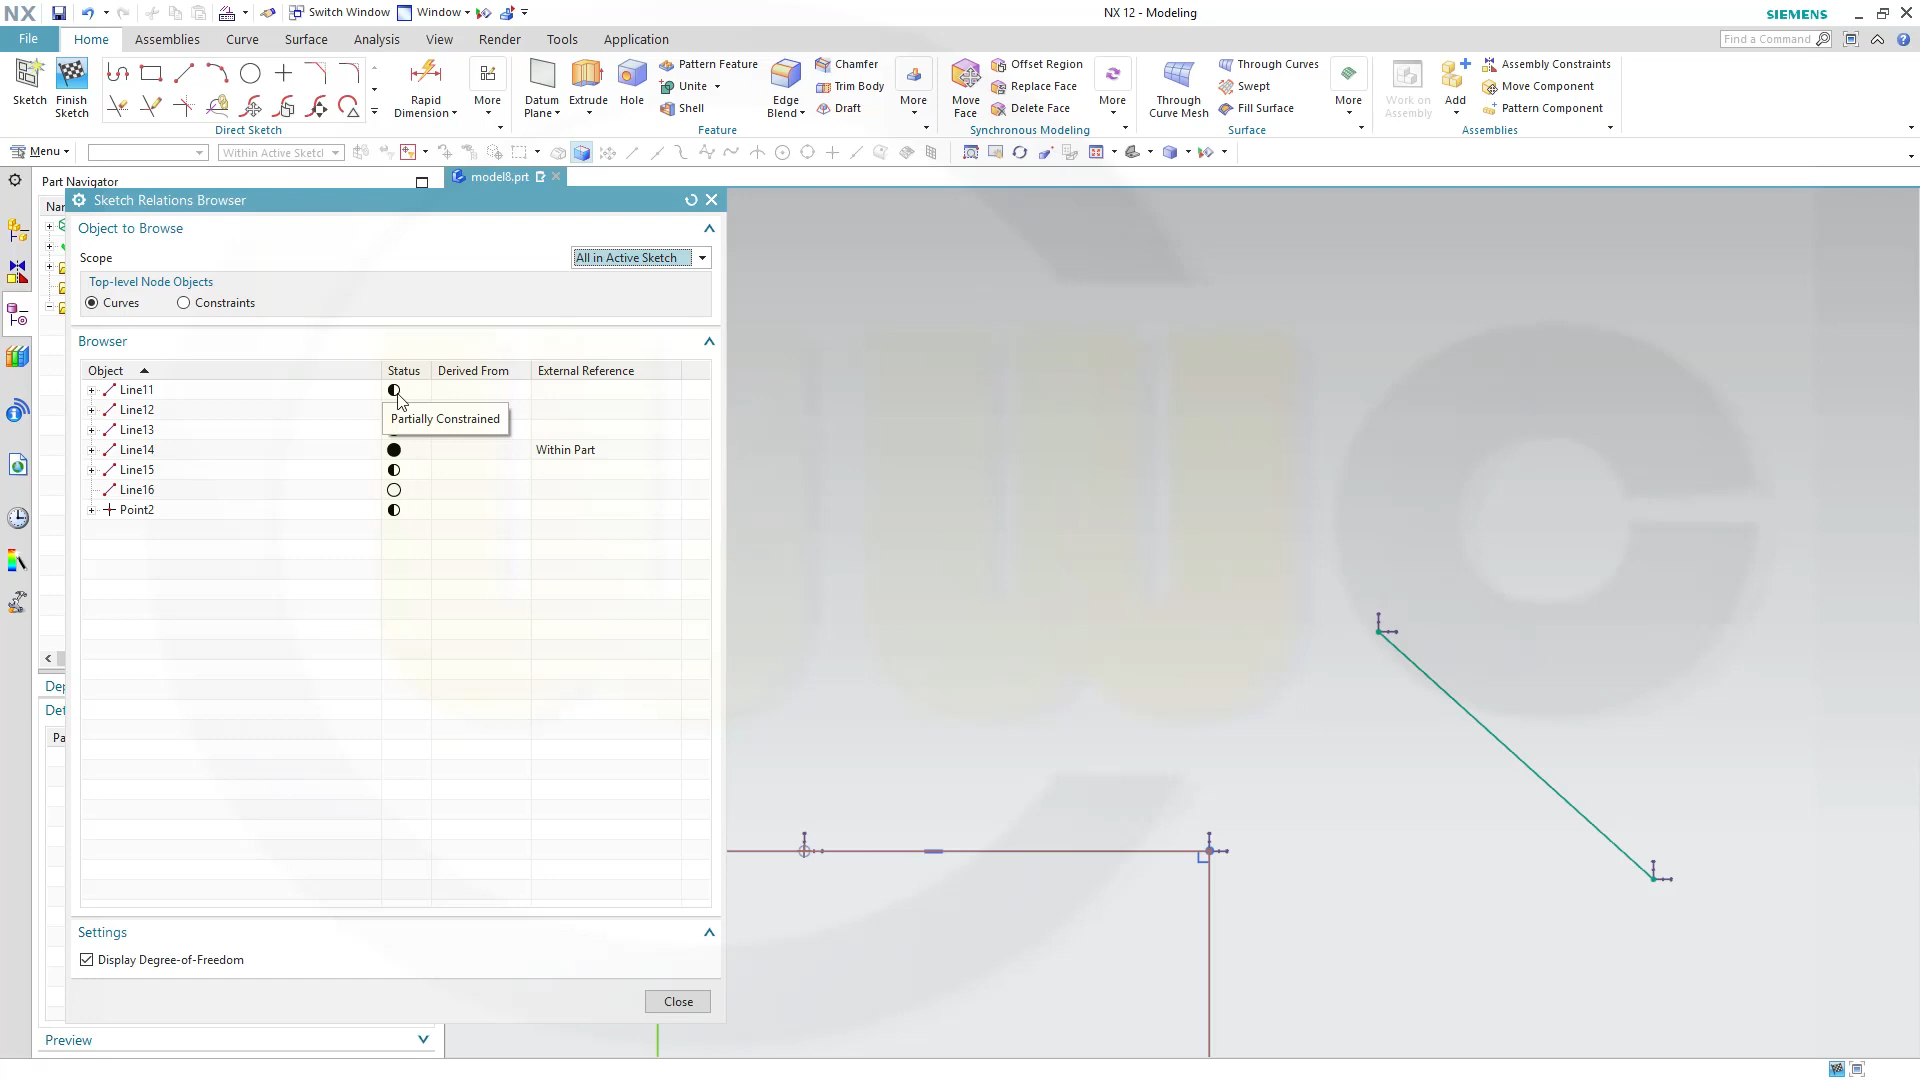 NX
Switch Window
Window
NX 12 - Modeling
SIEMENS
File
Home
Assemblies
Curve
Surface
Analysis
View
Render
Tools
Application
Find a Command
Sketch
Finish Sketch
Direct Sketch
Rapid Dimension
More
Datum Plane
Extrude
Hole
Pattern Feature
Unite
Shell
Edge Blend
Chamfer
Trim Body
Draft
More
Feature
Move Face
Offset Region
Replace Face
Delete Face
More
Synchronous Modeling
Through Curve Mesh
Through Curves
Swept
Fill Surface
More
Surface
Work on Assembly
Add
Assembly Constraints
Move Component
Pattern Component
Assemblies
Menu
Within Active Sketcl
Part Navigator
model8.prt
Sketch Relations Browser
Object to Browse
Scope
All in Active Sketch
Top-level Node Objects
Curves
Constraints
Browser
Object
Status
Derived From
External Reference
Line11
Line12
Partially Constrained
Line13
Line14
Within Part
Line15
Line16
Point2
Settings
Display Degree-of-Freedom
Close
Preview